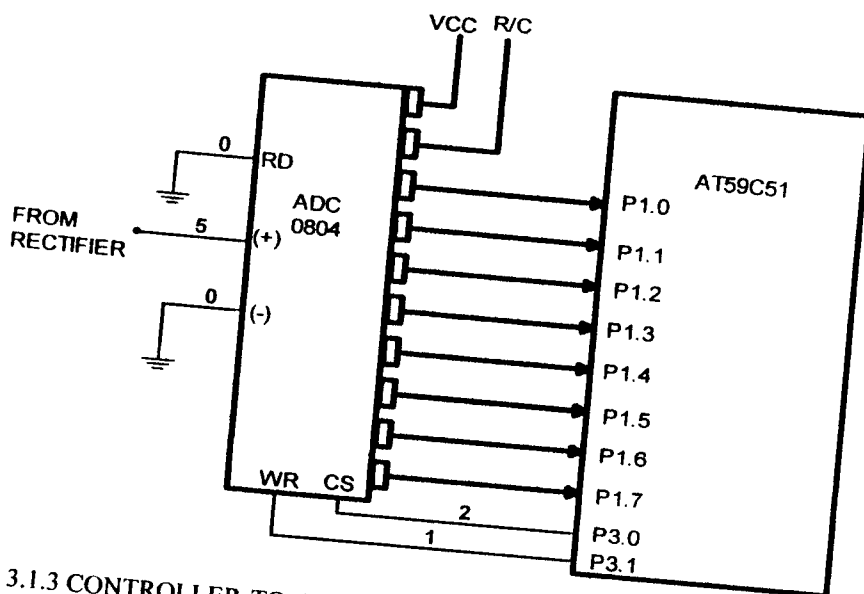 VCC R/C
0
RD
ADC
0804
AT59C51
FROM
RECTIFIER
5
(+)
0
(-)
P1.0
P1.1
P1.2
P1.3
P1.4
P1.5
P1.6
P1.7
WR CS
2
P3.0
1
P3.1
3.1.3 CONTROLLER